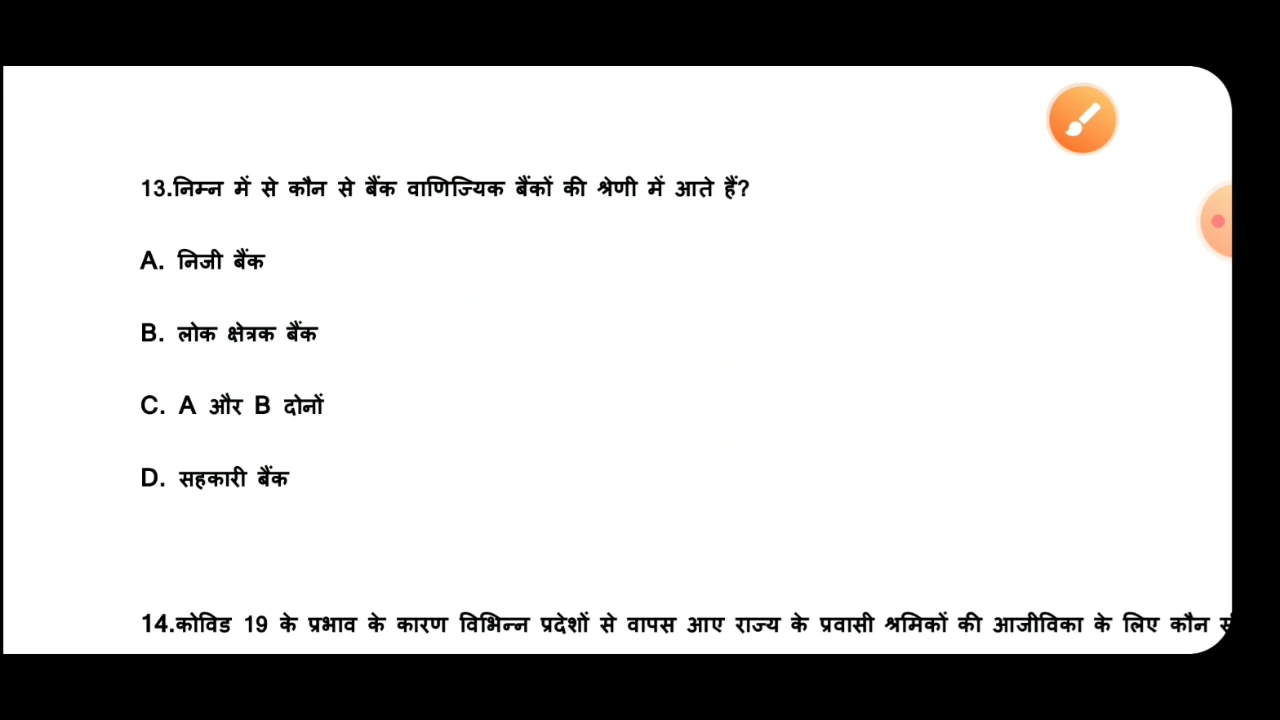 13.निम्न में से कौन से बैंक वाणिज्यिक बैंकों की श्रेणी में आते हैं?
A. निजी बैंक
B. लोक क्षेत्रक बैंक
C. A और B दोनों
D. सहकारी बैंक
14.कोविड 19 के प्रभाव के कारण विभिन्न प्रदेशों से वापस आए राज्य के प्रवासी श्रमिकों की आजीविका के लिए कौन